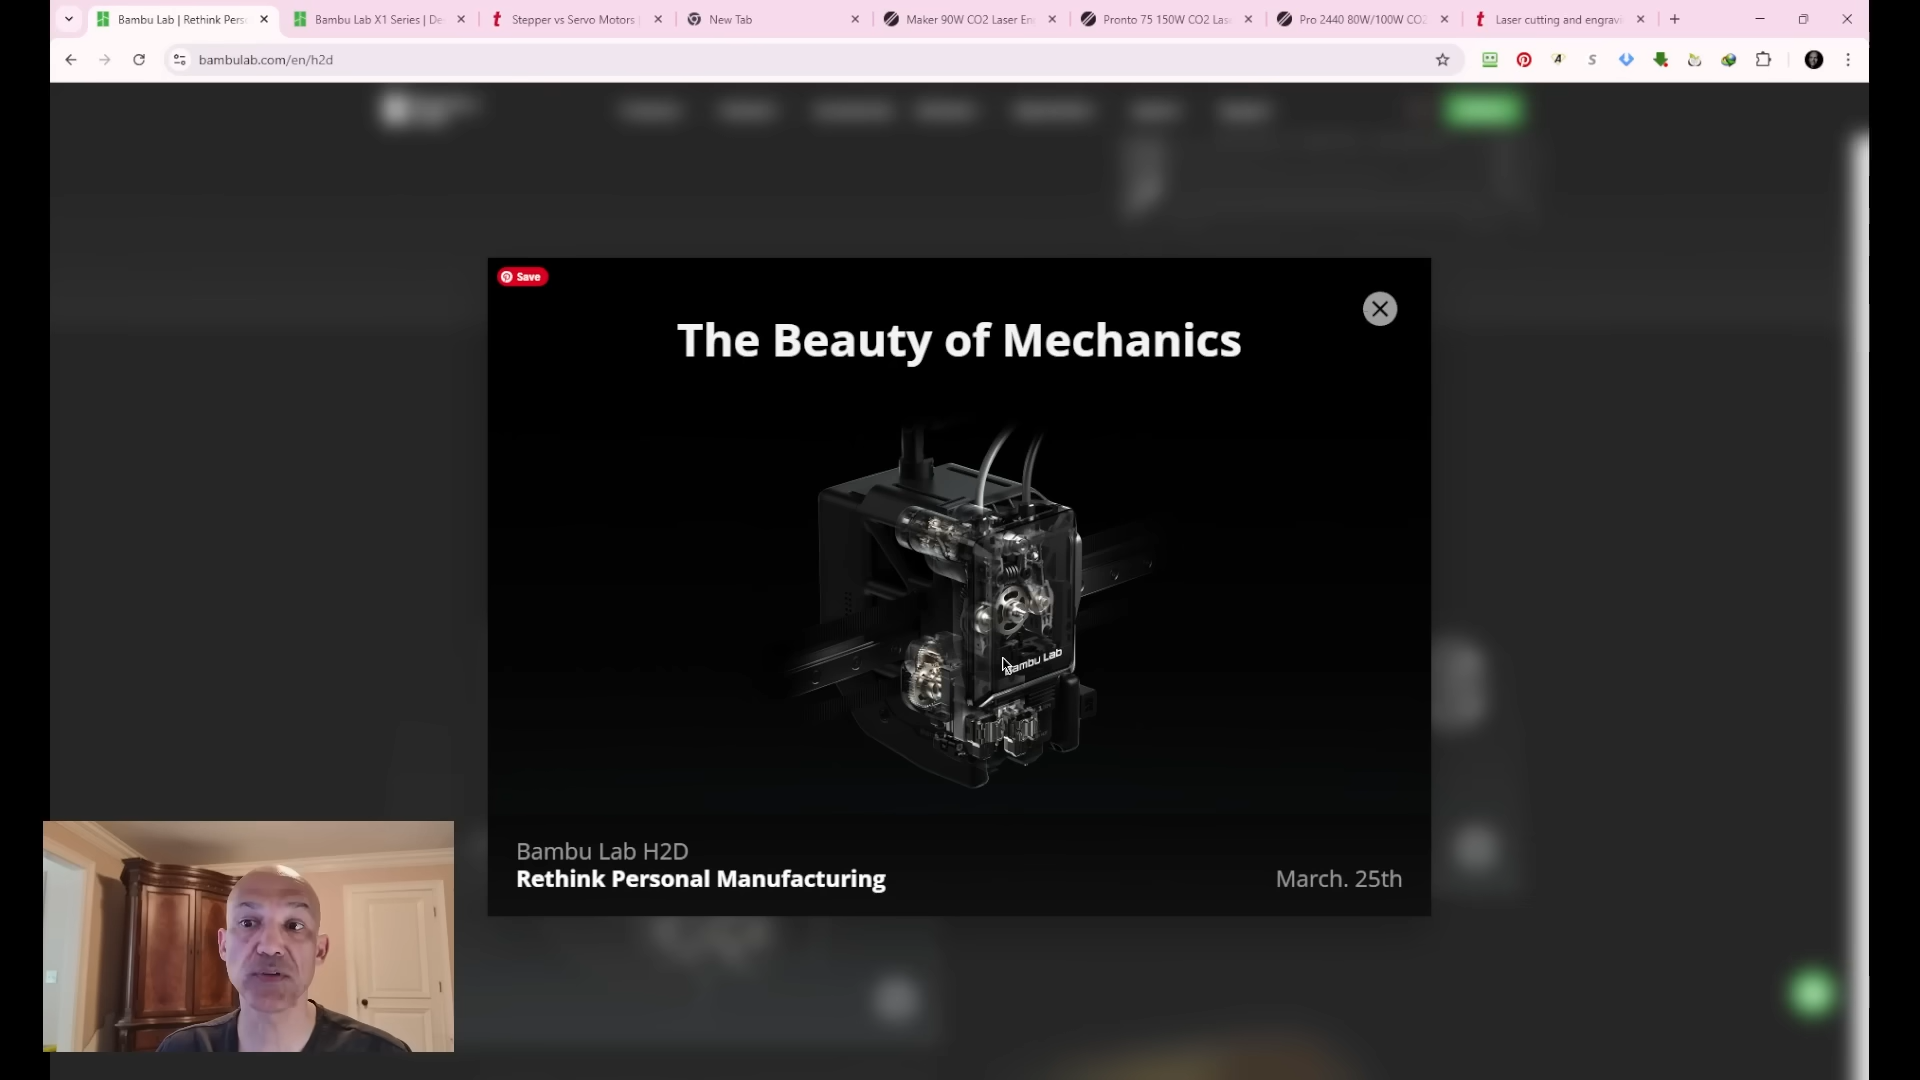 Bambu Lab | Rethink Pers
Bambu Lab X1 Series | De
Stepper vs Servo Motors
New Tab
Maker 90W CO2 Laser En
Pronto 75 150W CO2 Las
Pro 2440 80W/100W CO2
Laser cutting and engravi
bambulab.com/en/h2d
Save
The Beauty of Mechanics
Bambu Lab
Bambu Lab H2D
Rethink Personal Manufacturing
March. 25th